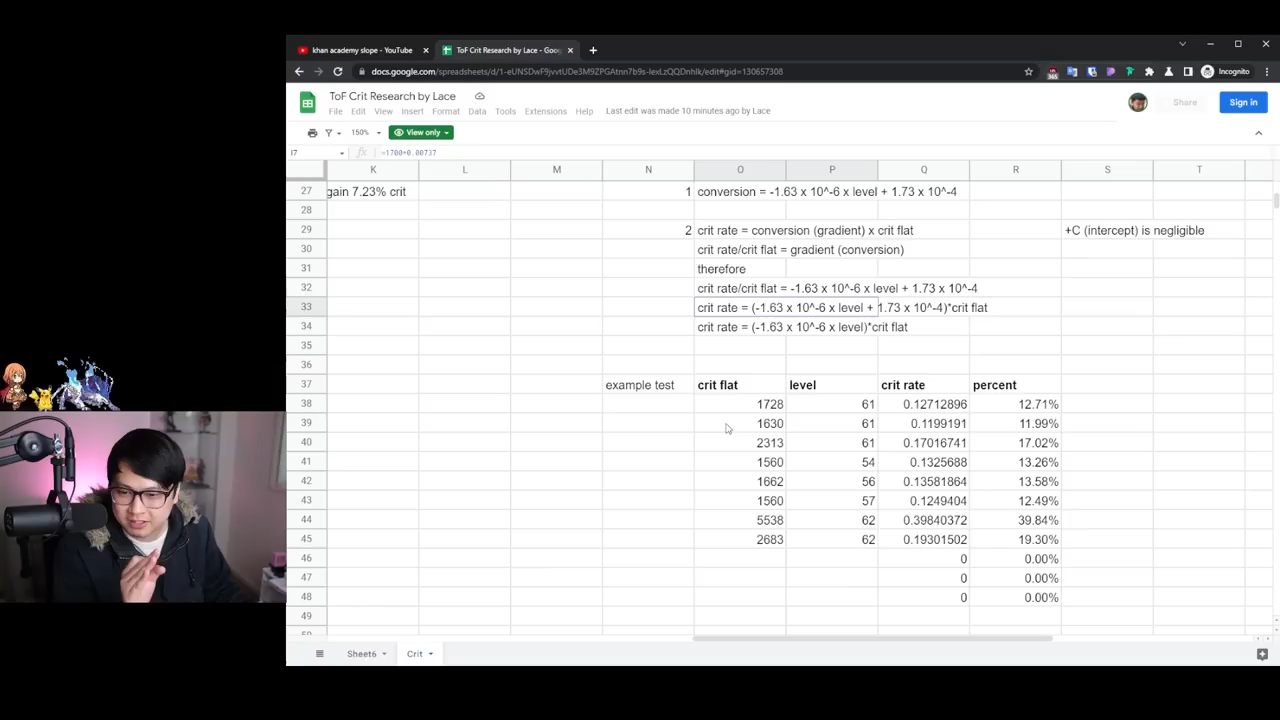 khan academy slope - YouTube
ToF Crit Research by Lace - Goog
docs.google.com/spreadsheets/d/1-eUNSDwF9jvvtUDe3M9ZPGAtnn7b9s-lexLzQQDnhlk/edit#gid=130657308
Incognito
ToF Crit Research by Lace
Share
Sign in
File Edit View Insert Format Data Tools Extensions Help Last edit was made 10 minutes ago by Lace
150% View only
I7 fx =1700*0.00737
K L M N O P Q R S T
27 gain 7.23% crit 1 conversion = -1.63 x 10^-6 x level + 1.73 x 10^-4
28
29 2 crit rate = conversion (gradient) x crit flat +C (intercept) is negligible
30 crit rate/crit flat = gradient (conversion)
31 therefore
32 crit rate/crit flat = -1.63 x 10^-6 x level + 1.73 x 10^-4
33 crit rate = (-1.63 x 10^-6 x level + 1.73 x 10^-4)*crit flat
34 crit rate = (-1.63 x 10^-6 x level)*crit flat
35
36
37 example test crit flat level crit rate percent
38 1728 61 0.12712896 12.71%
39 1630 61 0.1199191 11.99%
40 2313 61 0.17016741 17.02%
41 1560 54 0.1325688 13.26%
42 1662 56 0.13581864 13.58%
43 1560 57 0.1249404 12.49%
44 5538 62 0.39840372 39.84%
45 2683 62 0.19301502 19.30%
46 0 0.00%
47 0 0.00%
48 0 0.00%
49
Sheet6 Crit